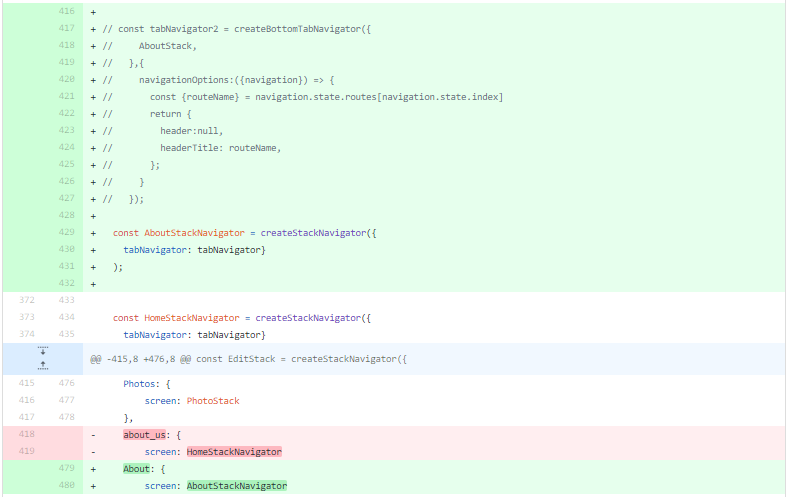 416 +
417 + // const tabNavigator2 = createBottomTabNavigator({
418 + //     AboutStack,
419 + //   },{
420 + //     navigationOptions:({navigation}) => {
421 + //       const {routeName} = navigation.state.routes[navigation.state.index]
422 + //       return {
423 + //         header:null,
424 + //         headerTitle: routeName,
425 + //       };
426 + //     }
427 + //   });
428 +
429 +   const AboutStackNavigator = createStackNavigator({
430 +     tabNavigator: tabNavigator}
431 +   );
432 +
372 433
373 434   const HomeStackNavigator = createStackNavigator({
374 435     tabNavigator: tabNavigator}
@@ -415,8 +476,8 @@ const EditStack = createStackNavigator({
415 476     Photos: {
416 477         screen: PhotoStack
417 478     },
418 -     about_us: {
419 -         screen: HomeStackNavigator
479 +     About: {
480 +         screen: AboutStackNavigator